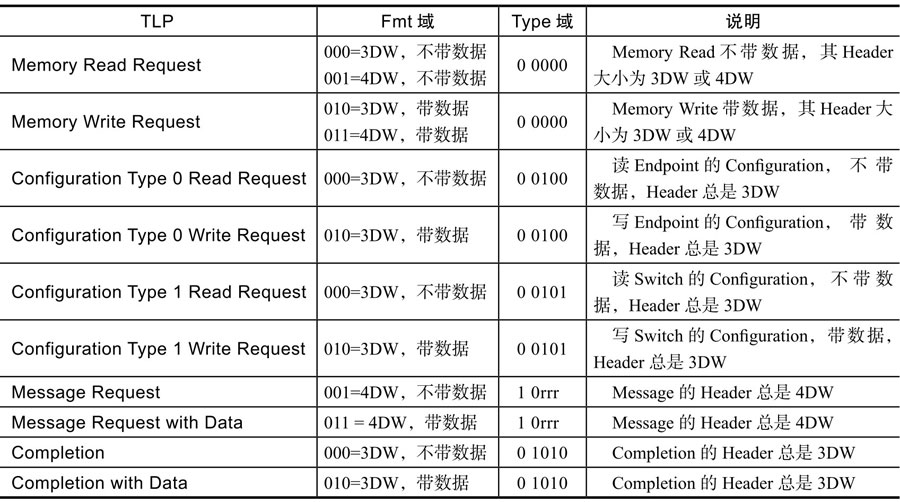 TLP Fmt 域 Type 域 说明
Memory Read Request 000=3DW，不带数据 001=4DW，不带数据 0 0000 Memory Read 不带数据，其 Header 大小为 3DW 或 4DW
Memory Write Request 010=3DW，带数据 011=4DW，带数据 0 0000 Memory Write 带数据，其 Header 大小为 3DW 或 4DW
Configuration Type 0 Read Request 000=3DW，不带数据 0 0100 读 Endpoint 的 Configuration，不带数据，Header 总是 3DW
Configuration Type 0 Write Request 010=3DW，带数据 0 0100 写 Endpoint 的 Configuration，带数据，Header 总是 3DW
Configuration Type 1 Read Request 000=3DW，不带数据 0 0101 读 Switch 的 Configuration，不带数据，Header 总是 3DW
Configuration Type 1 Write Request 010=3DW，带数据 0 0101 写 Switch 的 Configuration，带数据，Header 总是 3DW
Message Request 001=4DW，不带数据 1 0rrr Message 的 Header 总是 4DW
Message Request with Data 011 = 4DW，带数据 1 0rrr Message 的 Header 总是 4DW
Completion 000=3DW，不带数据 0 1010 Completion 的 Header 总是 3DW
Completion with Data 010=3DW，带数据 0 1010 Completion 的 Header 总是 3DW